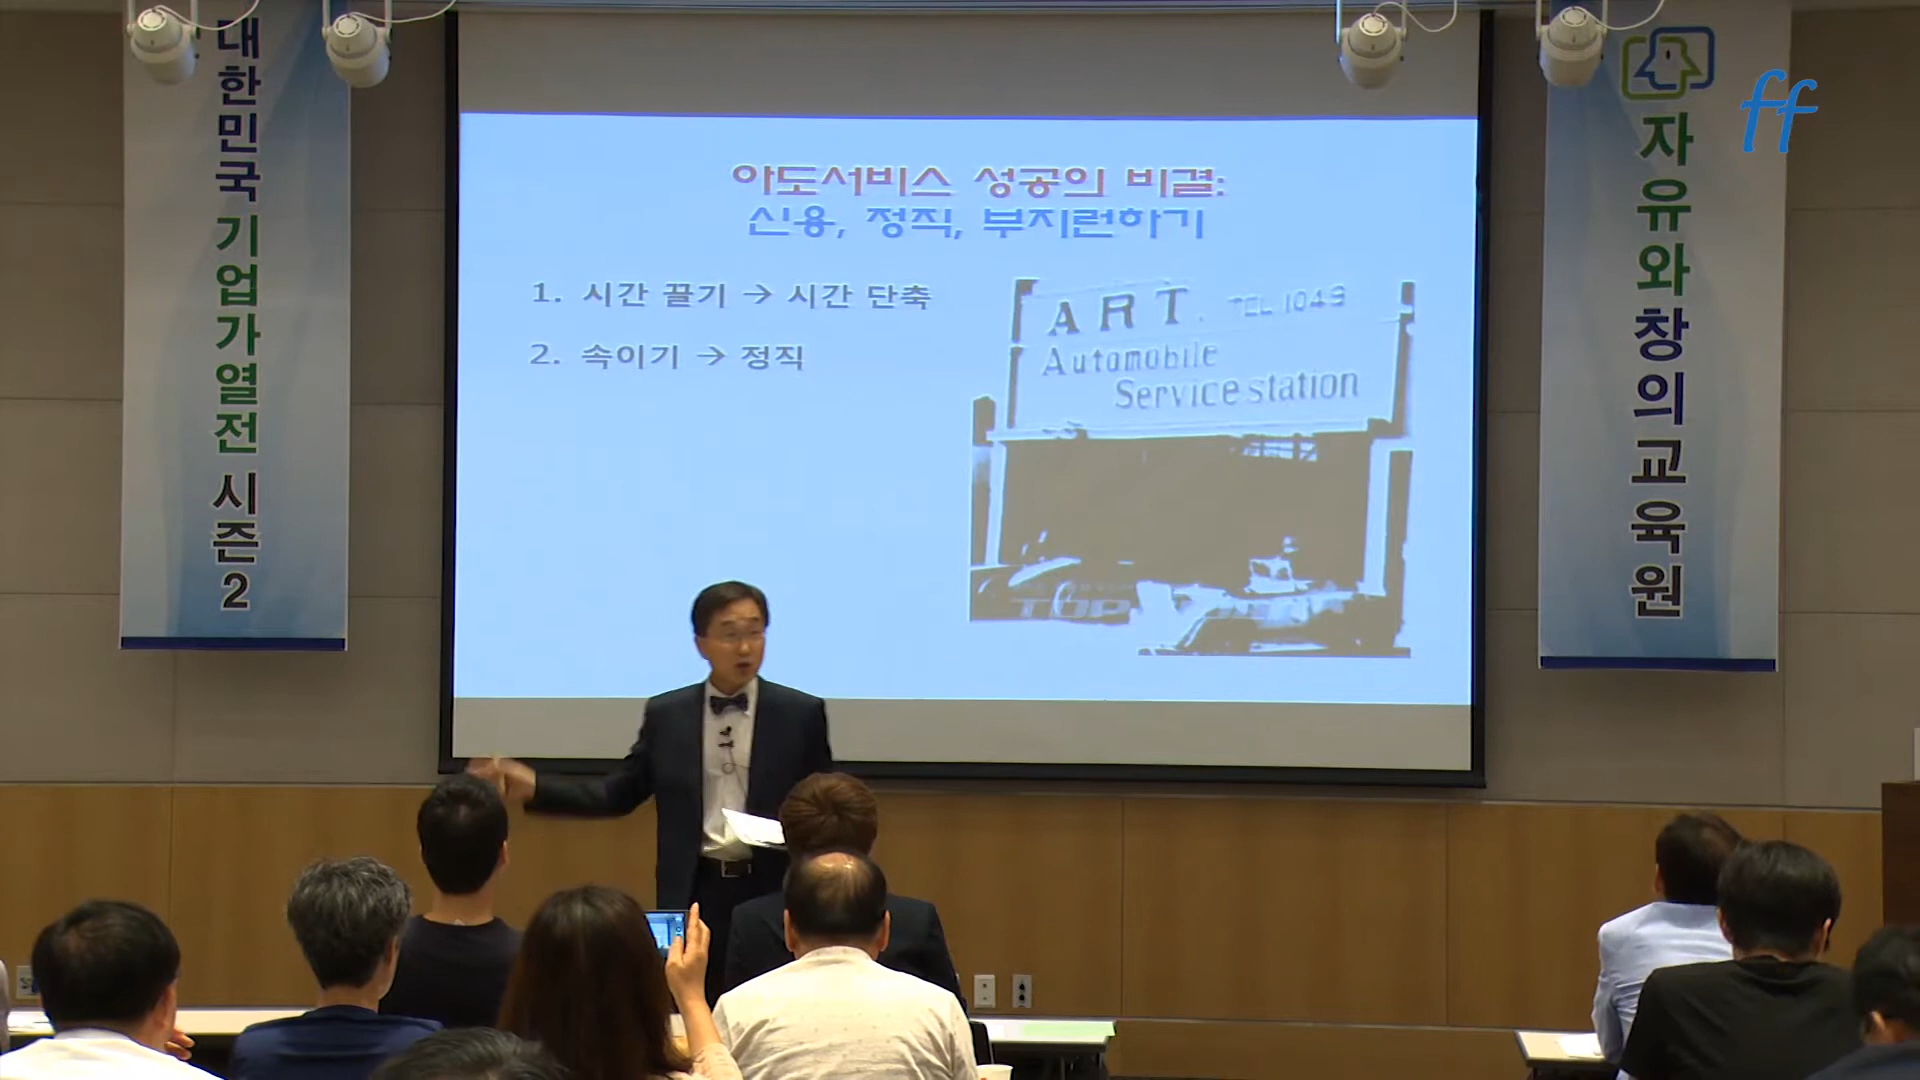 대한민국 기업가열전 시즌2
아도서비스 성공의 비결:
신용, 정직, 부지런하기
1. 시간 끌기 → 시간 단축
2. 속이기 → 정직
ART. TEL 1049
Automobile
Service station
TOP
자유와창의교육원
ff